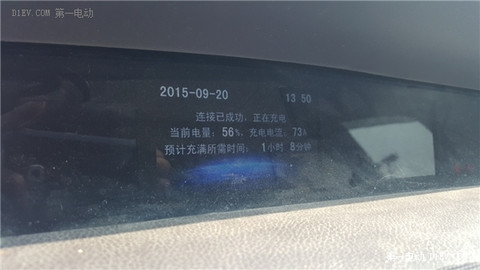 D1EV.COM 第一电动
2015-09-20 13 50
连接已成功，正在充电
当前电量：56%，充电电流：73A
预计充满所需时间： 1小时 8分钟